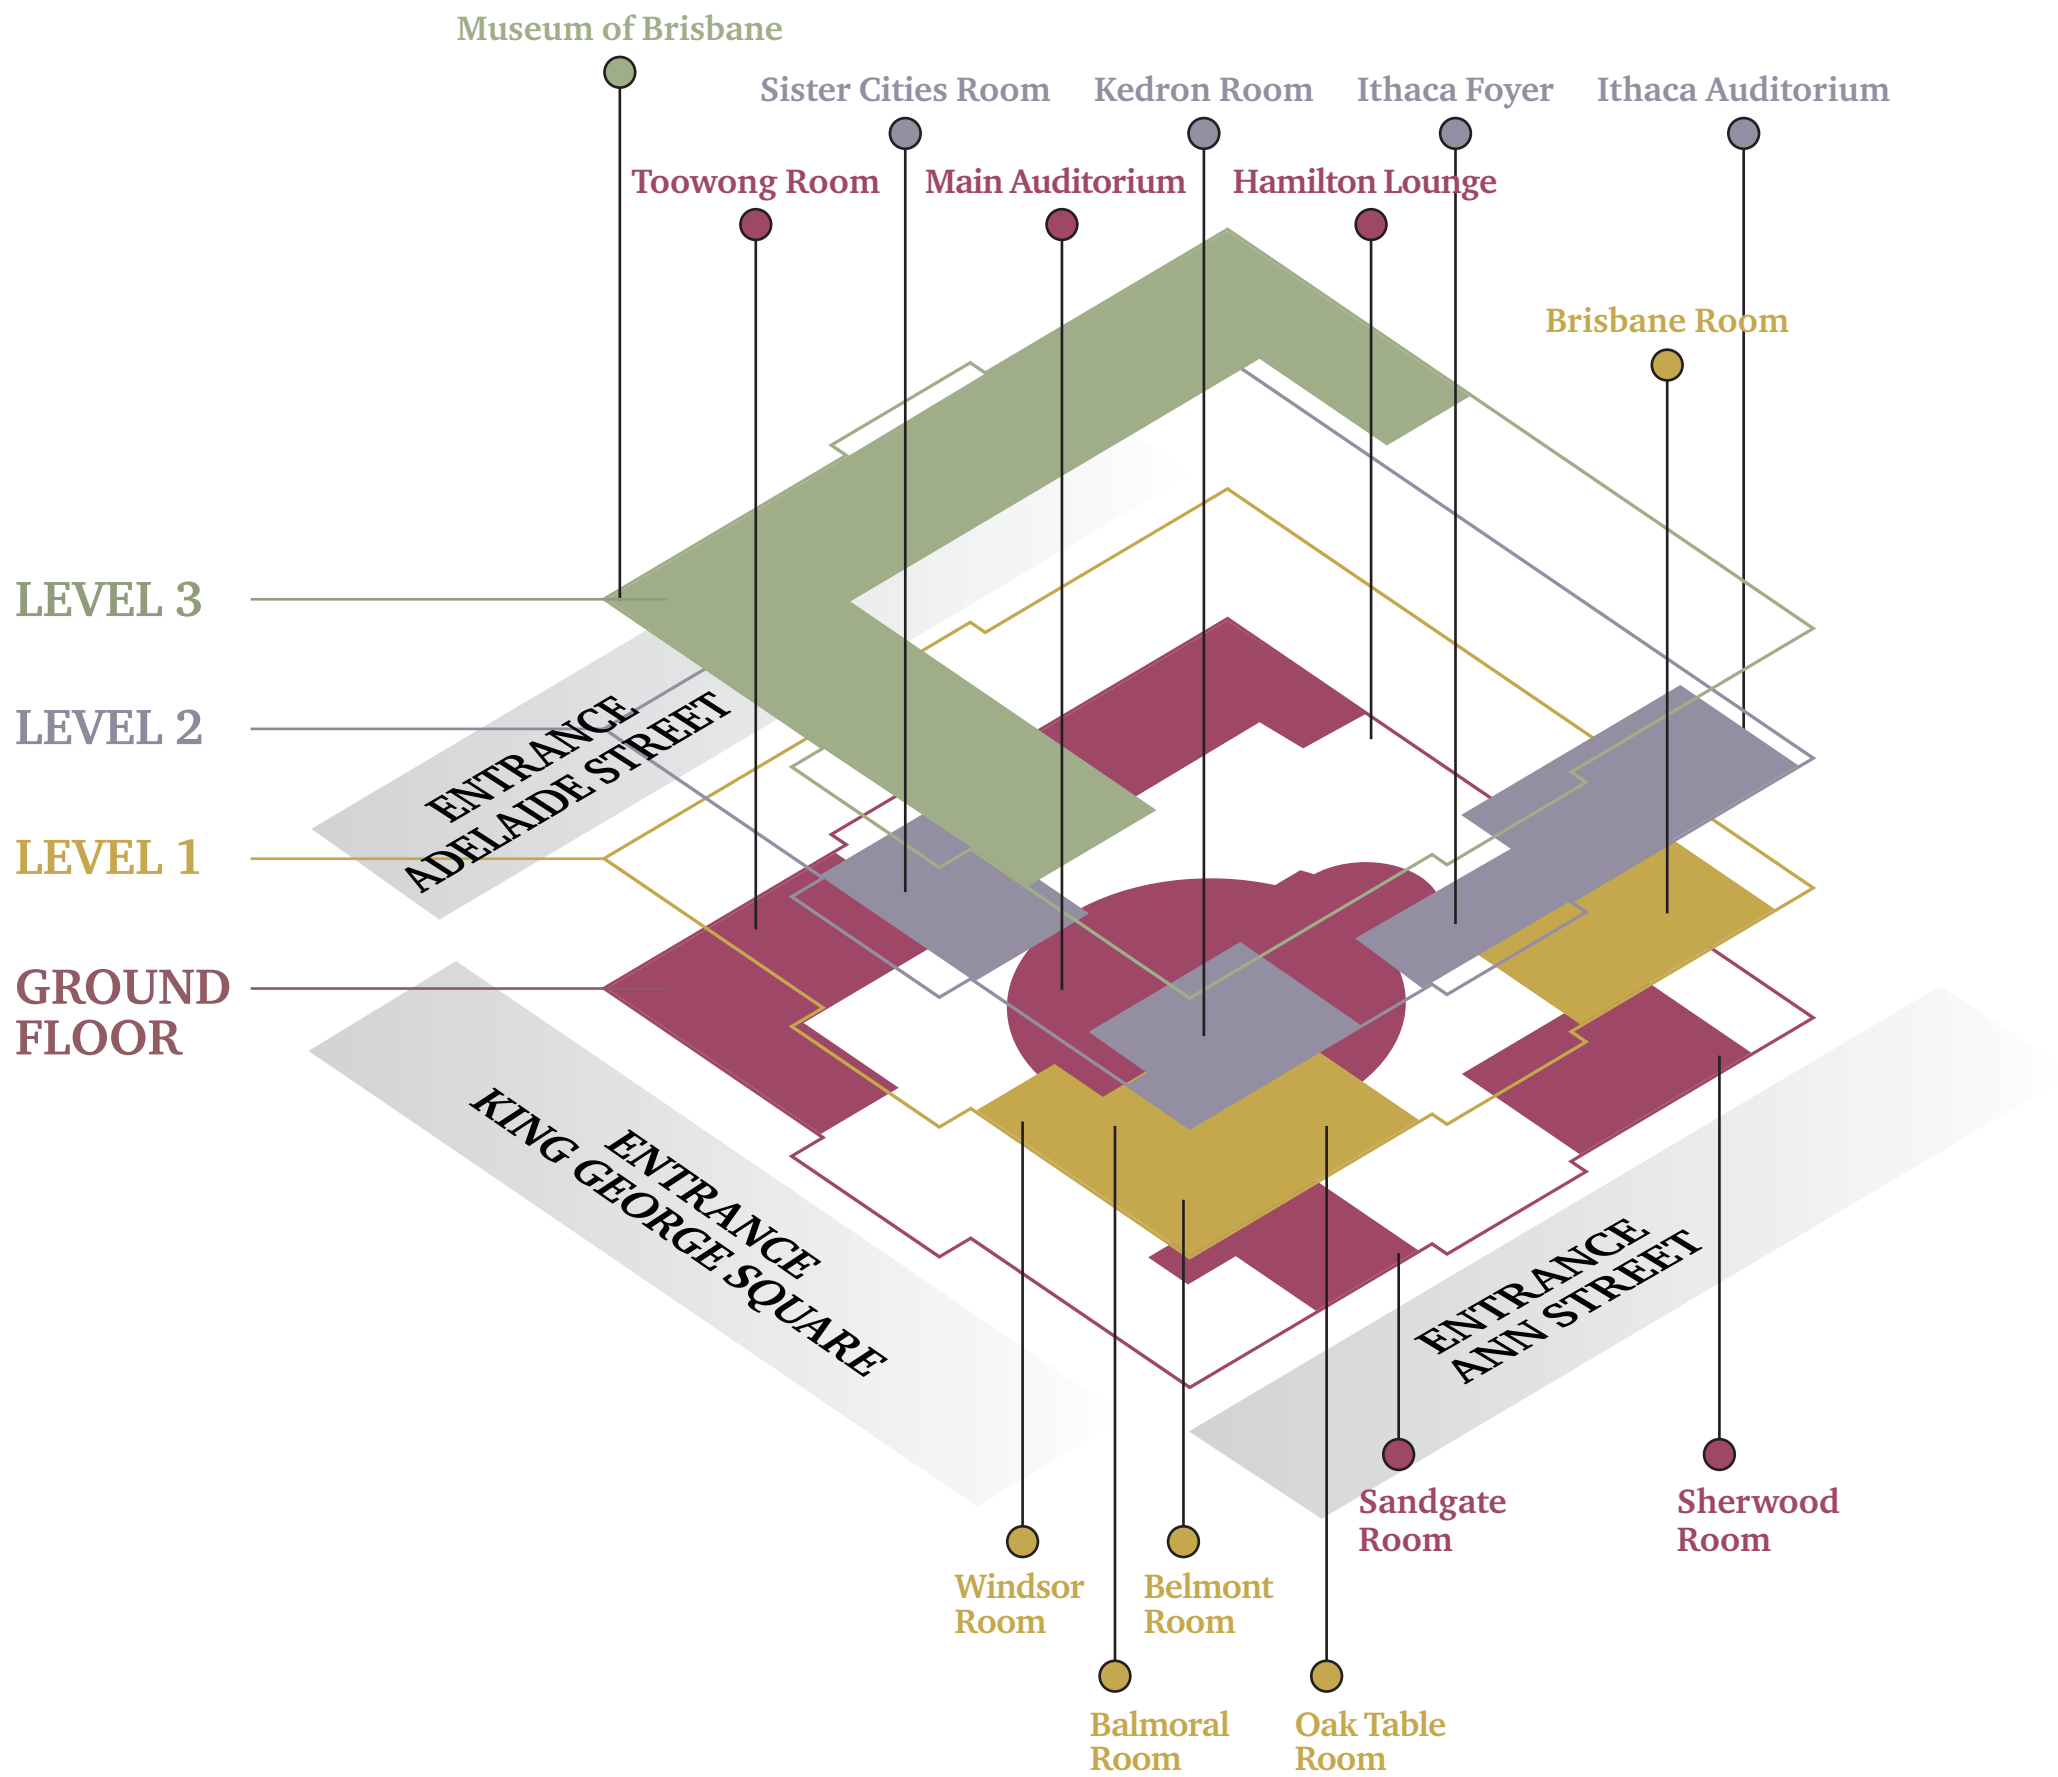 Museum of Brisbane
Sister Cities Room
Kedron Room
Ithaca Foyer
Ithaca Auditorium
Toowong Room
Main Auditorium
Hamilton Lounge
Brisbane Room
LEVEL 3
LEVEL 2
LEVEL 1
GROUND
FLOOR
ENTRANCE
ADELAIDE STREET
ENTRANCE
KING GEORGE SQUARE
ENTRANCE
ANN STREET
Sandgate
Room
Sherwood
Room
Windsor
Room
Belmont
Room
Balmoral
Room
Oak Table
Room